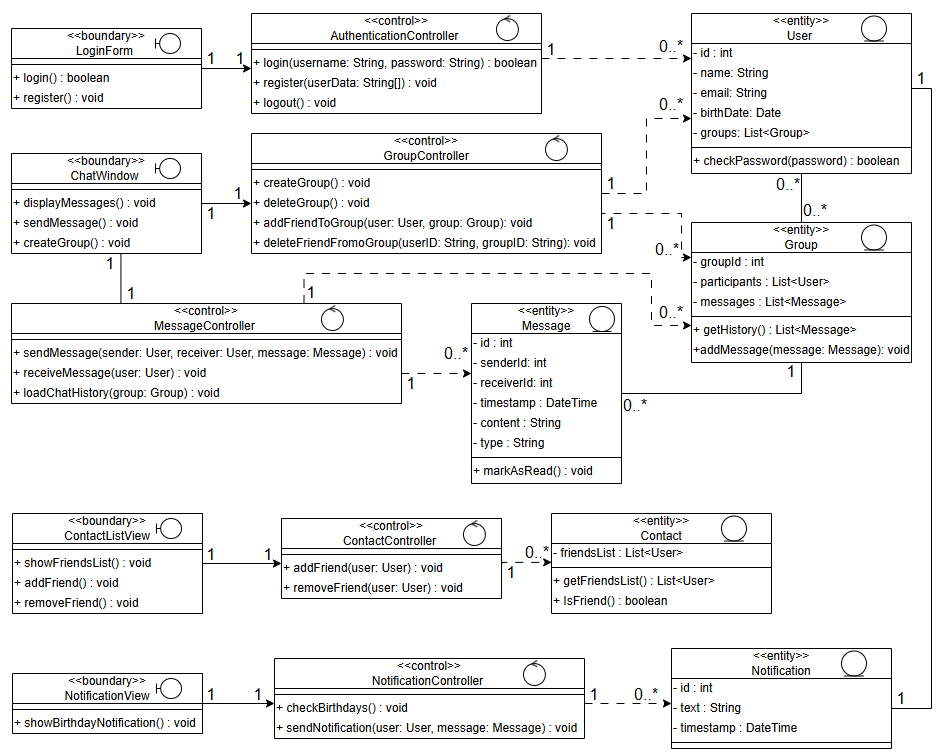 <<boundary>>
LoginForm
+ login() : boolean
+ register() : void
1
1
<<control>>
AuthenticationController
+ login(username: String, password: String) : boolean
+ register(userData: String[]) : void
+ logout() : void
1
0..*
<<entity>>
User
- id : int
- name: String
- email: String
- birthDate: Date
- groups: List<Group>
+ checkPassword(password) : boolean
1
0..*
<<boundary>>
ChatWindow
+ displayMessages() : void
+ sendMessage() : void
+ createGroup() : void
1
1
<<control>>
GroupController
+ createGroup() : void
+ deleteGroup() : void
+ addFriendToGroup(user: User, group: Group): void
+ deleteFriendFromoGroup(userID: String, groupID: String): void
1
1
0..*
0..*
0..*
<<entity>>
Group
- groupId : int
- participants : List<User>
- messages : List<Message>
+ getHistory() : List<Message>
+addMessage(message: Message): void
1
1
1
0..*
<<control>>
MessageController
+ sendMessage(sender: User, receiver: User, message: Message) : void
+ receiveMessage(user: User) : void
+ loadChatHistory(group: Group) : void
1
0..*
<<entity>>
Message
- id : int
- senderId: int
- receiverId: int
- timestamp : DateTime
- content : String
- type : String
+ markAsRead() : void
1
0..*
<<boundary>>
ContactListView
+ showFriendsList() : void
+ addFriend() : void
+ removeFriend() : void
1
1
<<control>>
ContactController
+ addFriend(user: User) : void
+ removeFriend(user: User) : void
1
0..*
<<entity>>
Contact
- friendsList : List<User>
+ getFriendsList() : List<User>
+ IsFriend() : boolean
<<boundary>>
NotificationView
+ showBirthdayNotification() : void
1
1
<<control>>
NotificationController
+ checkBirthdays() : void
+ sendNotification(user: User, message: Message) : void
1
0..*
<<entity>>
Notification
- id : int
- text : String
- timestamp : DateTime
1